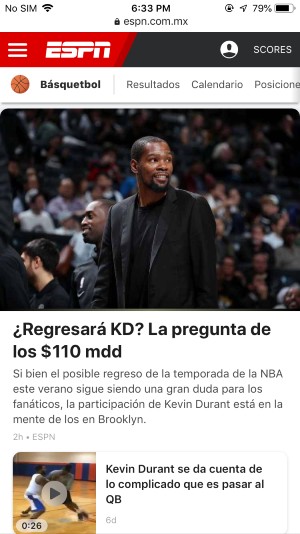 No SIM 6:33 PM 79%
espn.com.mx
ESPN SCORES
Básquetbol Resultados Calendario Posicione
¿Regresará KD? La pregunta de
los $110 mdd
Si bien el posible regreso de la temporada de la NBA
este verano sigue siendo una gran duda para los
fanáticos, la participación de Kevin Durant está en la
mente de los en Brooklyn.
2h • ESPN
Kevin Durant se da cuenta de
lo complicado que es pasar al
QB
0:26
6d